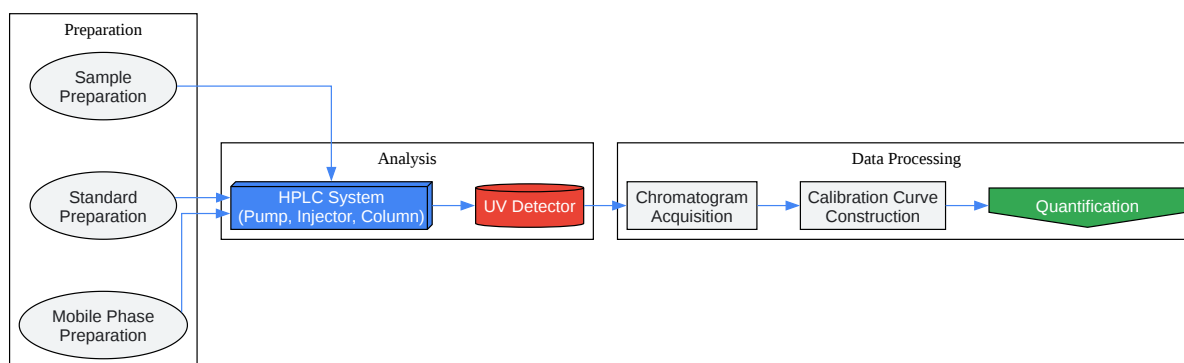 Preparation
Sample
Preparation
Standard
Preparation
Mobile Phase
Preparation
Analysis
HPLC System
(Pump, Injector, Column)
UV Detector
Data Processing
Chromatogram
Acquisition
Calibration Curve
Construction
Quantification